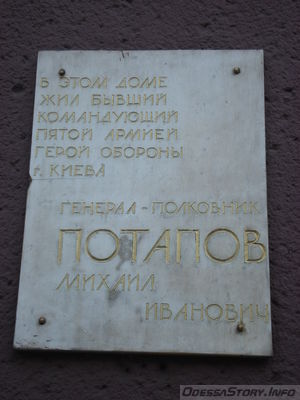 В ЭТОМ ДОМЕ
ЖИЛ БЫВШИЙ
КОМАНДУЮЩИЙ
ПЯТОЙ АРМИЕЙ
ГЕРОЙ ОБОРОНЫ
г. КИЕВА
ГЕНЕРАЛ-ПОЛКОВНИК
ПОТАПОВ
МИХАИЛ
ИВАНОВИЧ
OdessaStory.Info